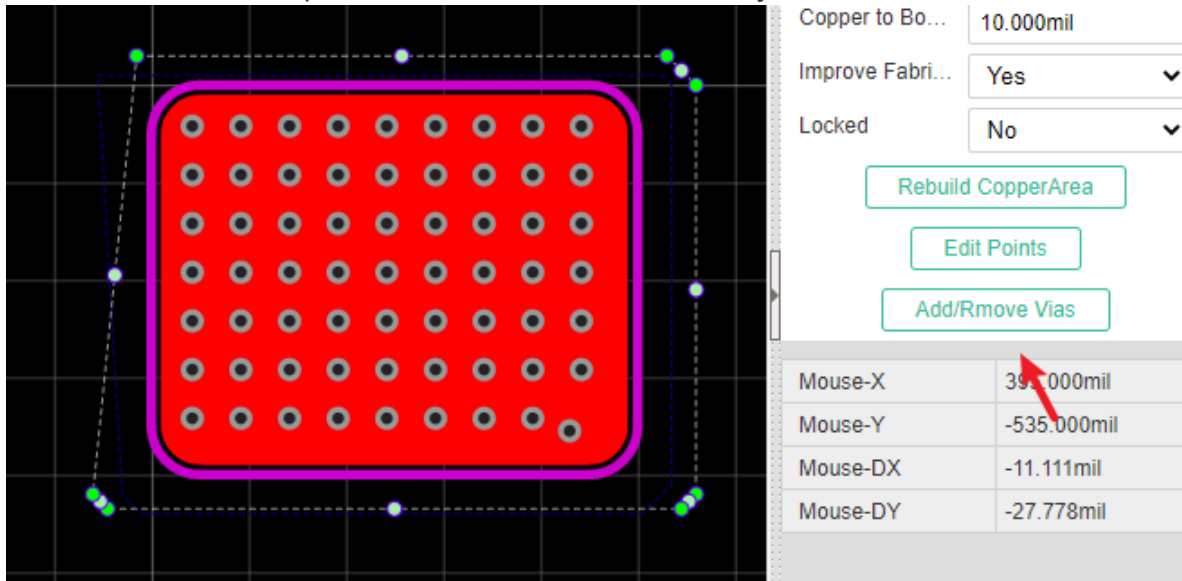 Copper to Bo... 10.000mil
Improve Fabri... Yes
Locked No
Rebuild CopperArea
Edit Points
Add/Rmove Vias
Mouse-X
Mouse-Y -535.000mil
Mouse-DX -11.111mil
Mouse-DY -27.778mil